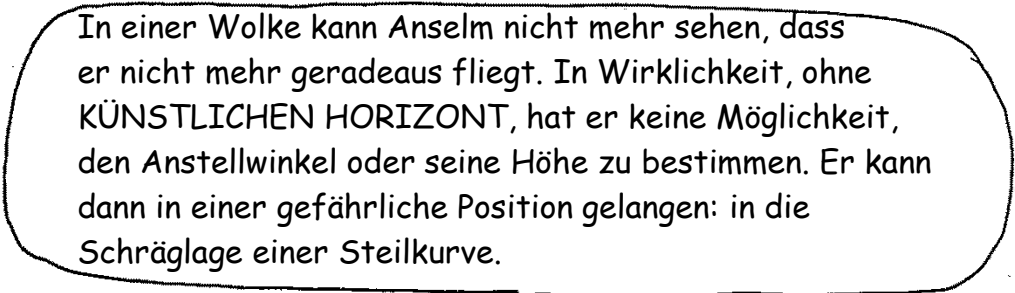 In einer Wolke kann Anselm nicht mehr sehen, dass
er nicht mehr geradeaus fliegt. In Wirklichkeit, ohne
KÜNSTLICHEN HORIZONT, hat er keine Möglichkeit,
den Anstellwinkel oder seine Höhe zu bestimmen. Er kann
dann in einer gefährliche Position gelangen: in die
Schräglage einer Steilkurve.